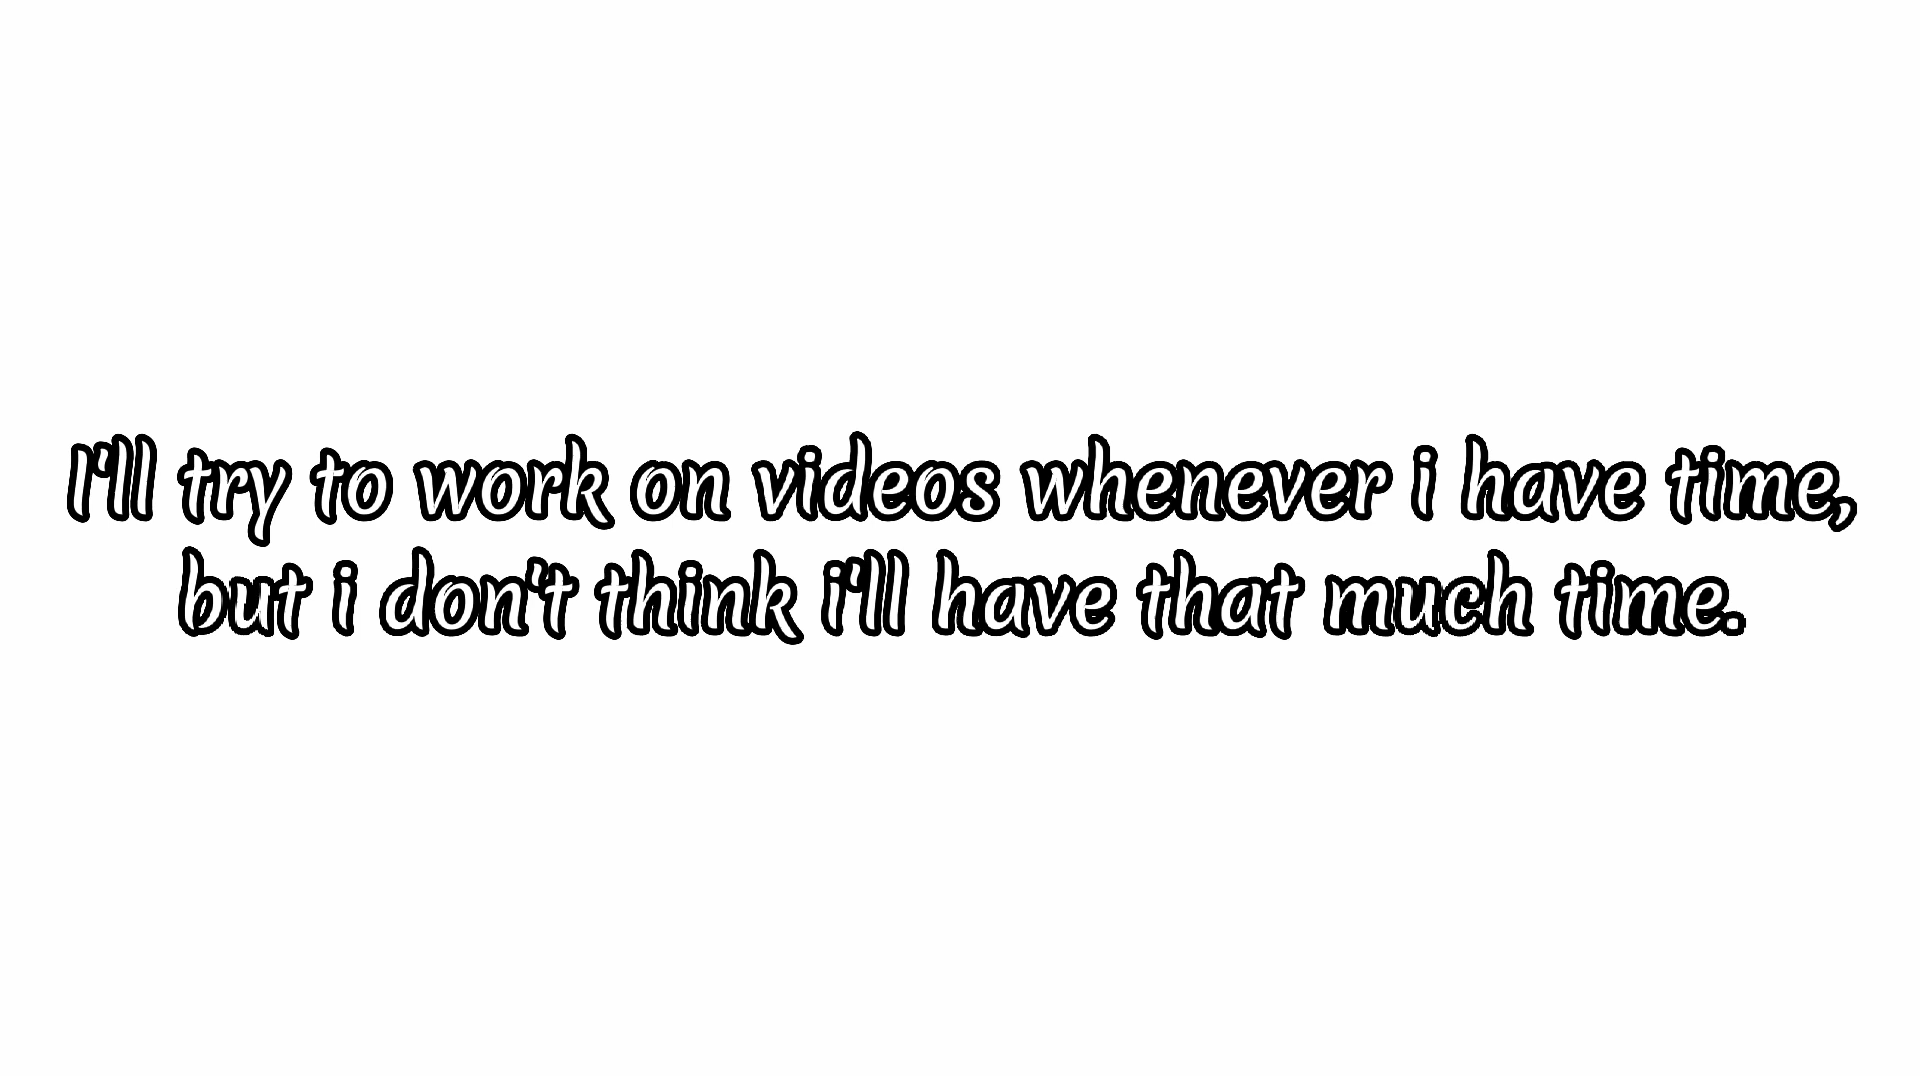 I'll try to work on videos whenever i have time,
but i don't think i'll have that much time.